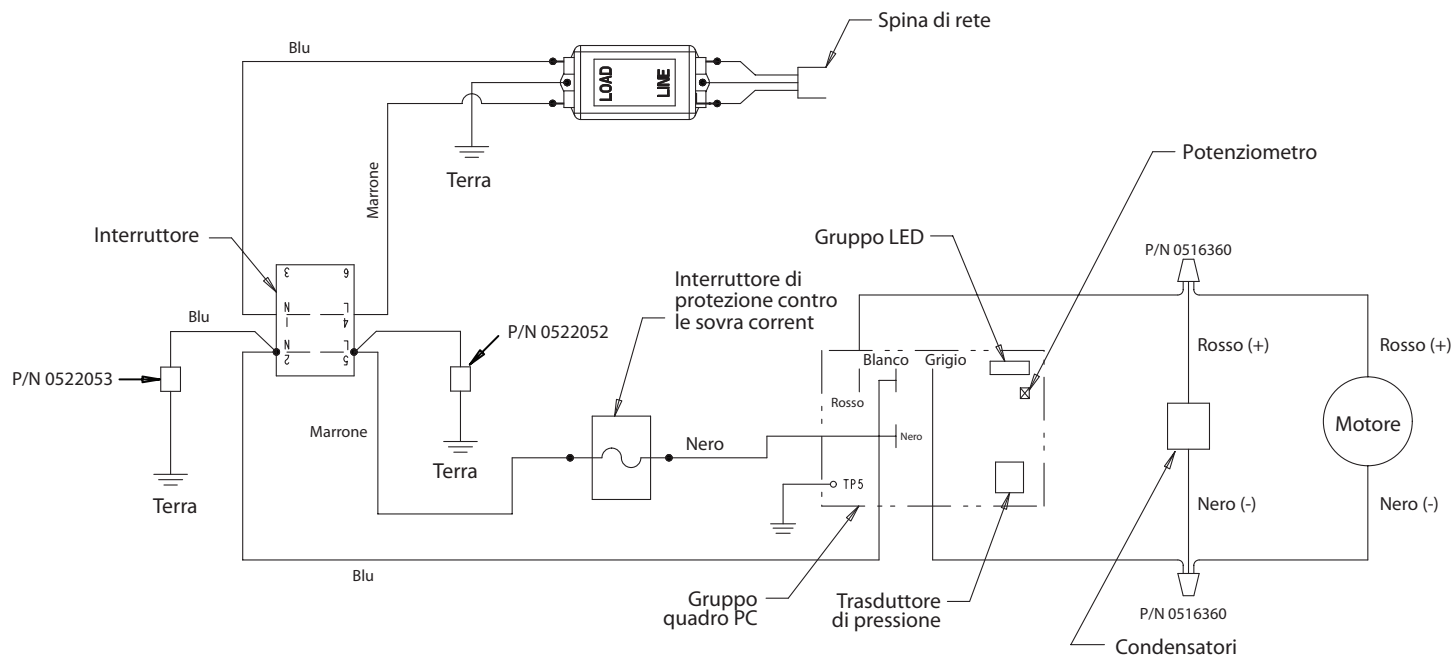 Spina di rete
Blu
LOAD
LINE
Terra
Marrone
Potenziometro
Interruttore
Gruppo LED
P/N 0516360
3
6
N
L
1
4
N
L
2
5
Interruttore di
protezione contro
le sovra corrent
Blu
P/N 0522052
P/N 0522053
Blanco
Grigio
Rosso (+)
Rosso (+)
Rosso
Motore
Marrone
Nero
Nero
Terra
Terra
TP5
Nero (-)
Nero (-)
Blu
Gruppo
quadro PC
Trasduttore
di pressione
P/N 0516360
Condensatori